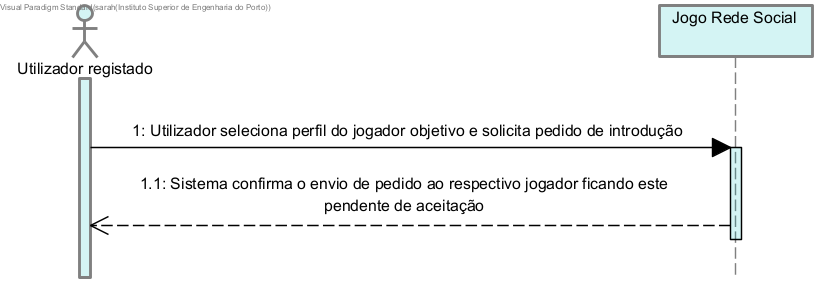 Visual Paradigm Standard(sarah(Instituto Superior de Engenharia do Porto))
Jogo Rede Social
Utilizador registado
1: Utilizador seleciona perfil do jogador objetivo e solicita pedido de introdução
1.1: Sistema confirma o envio de pedido ao respectivo jogador ficando este
pendente de aceitação